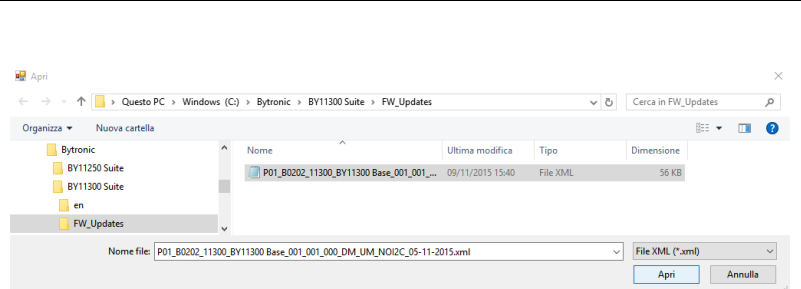 Apri
Questo PC > Windows (C:) > Bytronic > BY11300 Suite > FW_Updates
Cerca in FW_Updates
Organizza
Nuova cartella
Bytronic
BY11250 Suite
BY11300 Suite
en
FW_Updates
Nome
Ultima modifica
Tipo
Dimensione
P01_B0202_11300_BY11300 Base_001_001_...
09/11/2015 15:40
File XML
56 KB
Nome file:
P01_B0202_11300_BY11300 Base_001_001_000_DM_UM_NOI2C_05-11-2015.xml
File XML (*.xml)
Apri
Annulla